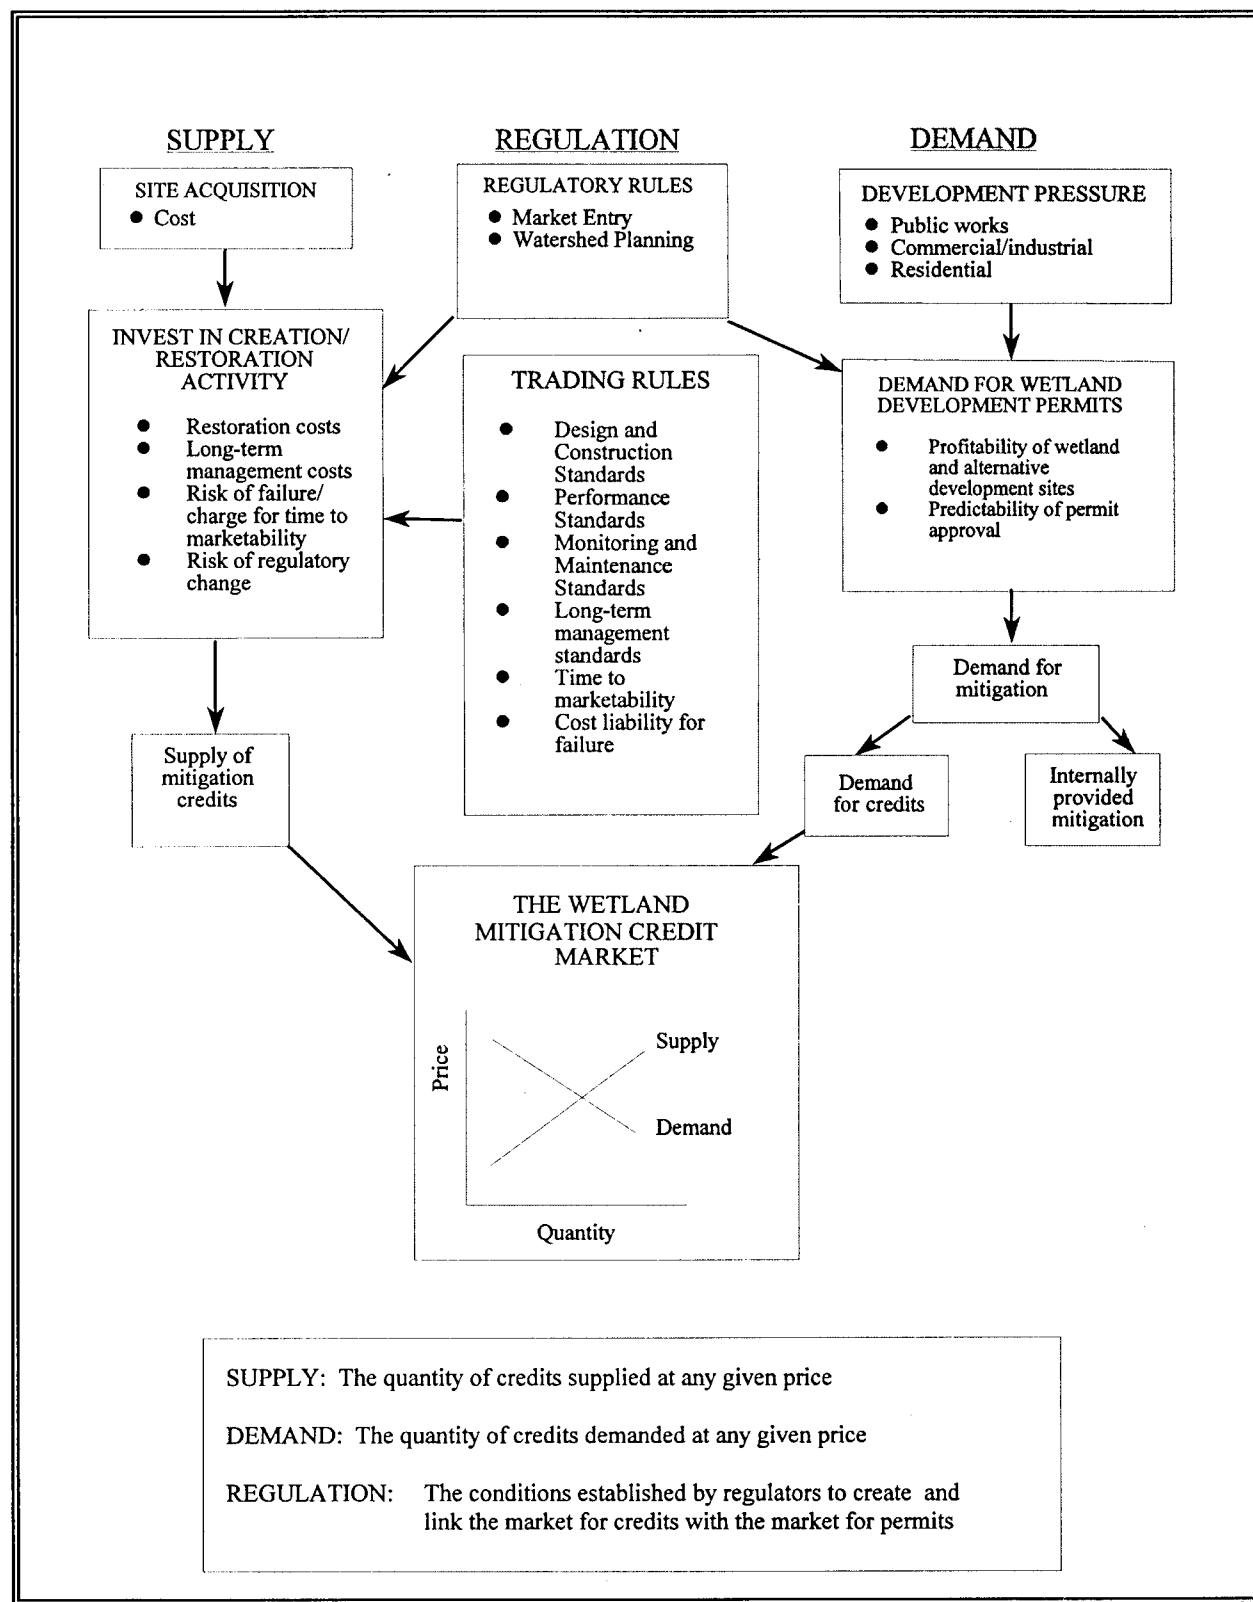 SUPPLY
SITE ACQUISITION
● Cost
INVEST IN CREATION/
RESTORATION
ACTIVITY
● Restoration costs
● Long-term
management costs
● Risk of failure/
charge for time to
marketability
● Risk of regulatory
change
Supply of
mitigation
credits
REGULATION
REGULATORY RULES
● Market Entry
● Watershed Planning
TRADING RULES
● Design and
Construction
Standards
● Performance
Standards
● Monitoring and
Maintenance
Standards
● Long-term
management
standards
● Time to
marketability
● Cost liability for
failure
DEMAND
DEVELOPMENT PRESSURE
● Public works
● Commercial/industrial
● Residential
DEMAND FOR WETLAND
DEVELOPMENT PERMITS
● Profitability of wetland
and alternative
development sites
● Predictability of permit
approval
Demand for
mitigation
Demand
for credits
Internally
provided
mitigation
THE WETLAND
MITIGATION CREDIT
MARKET
Price
Supply
Demand
Quantity
SUPPLY: The quantity of credits supplied at any given price
DEMAND: The quantity of credits demanded at any given price
REGULATION: The conditions established by regulators to create and
link the market for credits with the market for permits